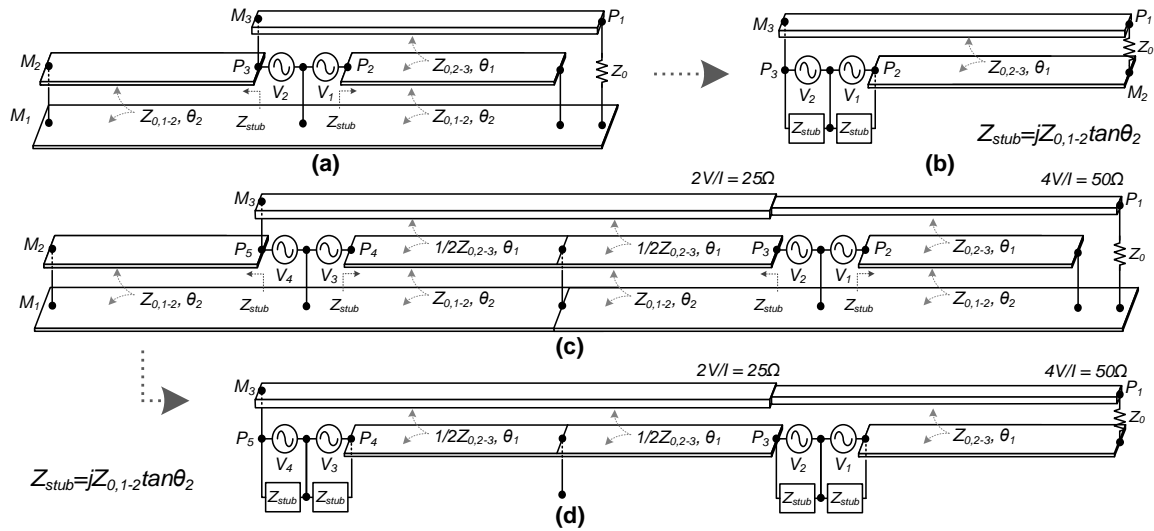 M3 P1 M3 P1
M2 P3 P2 Z0,2-3, θ1 Z0 P3 P2 Z0,2-3, θ1 Z0
V2 V1 V2 V1 M2
M1 Z0,1-2, θ2 Zstub Zstub Z0,1-2, θ2 Zstub Zstub Zstub=jZ0,1-2tanθ2
(a) (b)
2V/I = 25Ω 4V/I = 50Ω
M3 P1
M2 P5 P4 1/2Z0,2-3, θ1 1/2Z0,2-3, θ1 P3 P2 Z0,2-3, θ1 Z0
V4 V3 V2 V1
M1 Z0,1-2, θ2 Zstub Zstub Z0,1-2, θ2 Z0,1-2, θ2 Zstub Zstub Z0,1-2, θ2
(c)
2V/I = 25Ω 4V/I = 50Ω
M3 P1
P5 P4 1/2Z0,2-3, θ1 1/2Z0,2-3, θ1 P3 P2 Z0,2-3, θ1 Z0
V4 V3 V2 V1
Zstub=jZ0,1-2tanθ2 Zstub Zstub Zstub Zstub
(d)